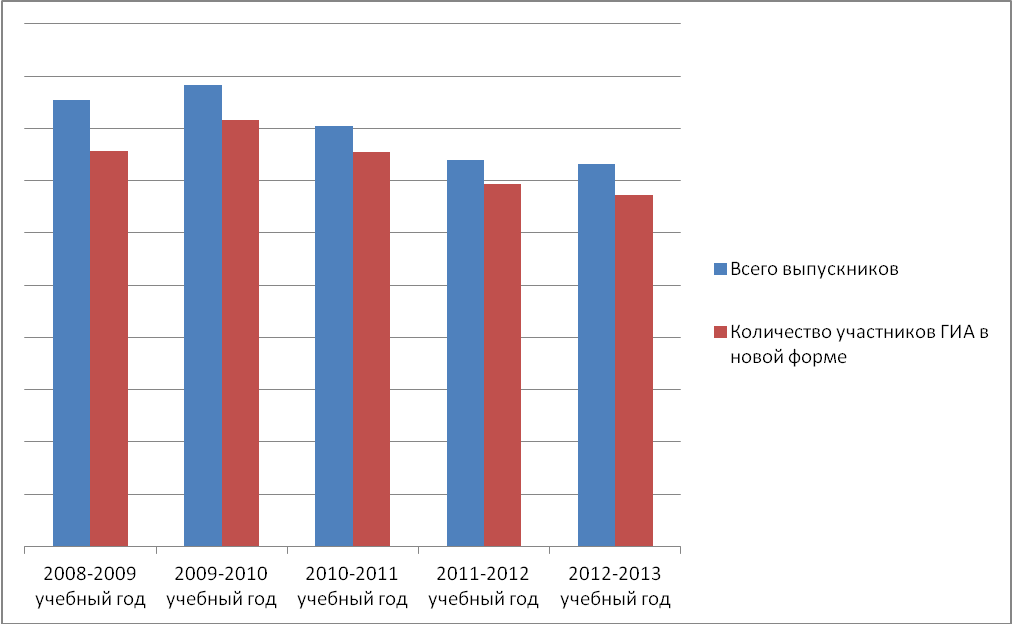 2008-2009
учебный год
2009-2010
учебный год
2010-2011
учебный год
2011-2012
учебный год
2012-2013
учебный год
Всего выпускников
Количество участников ГИА в
новой форме